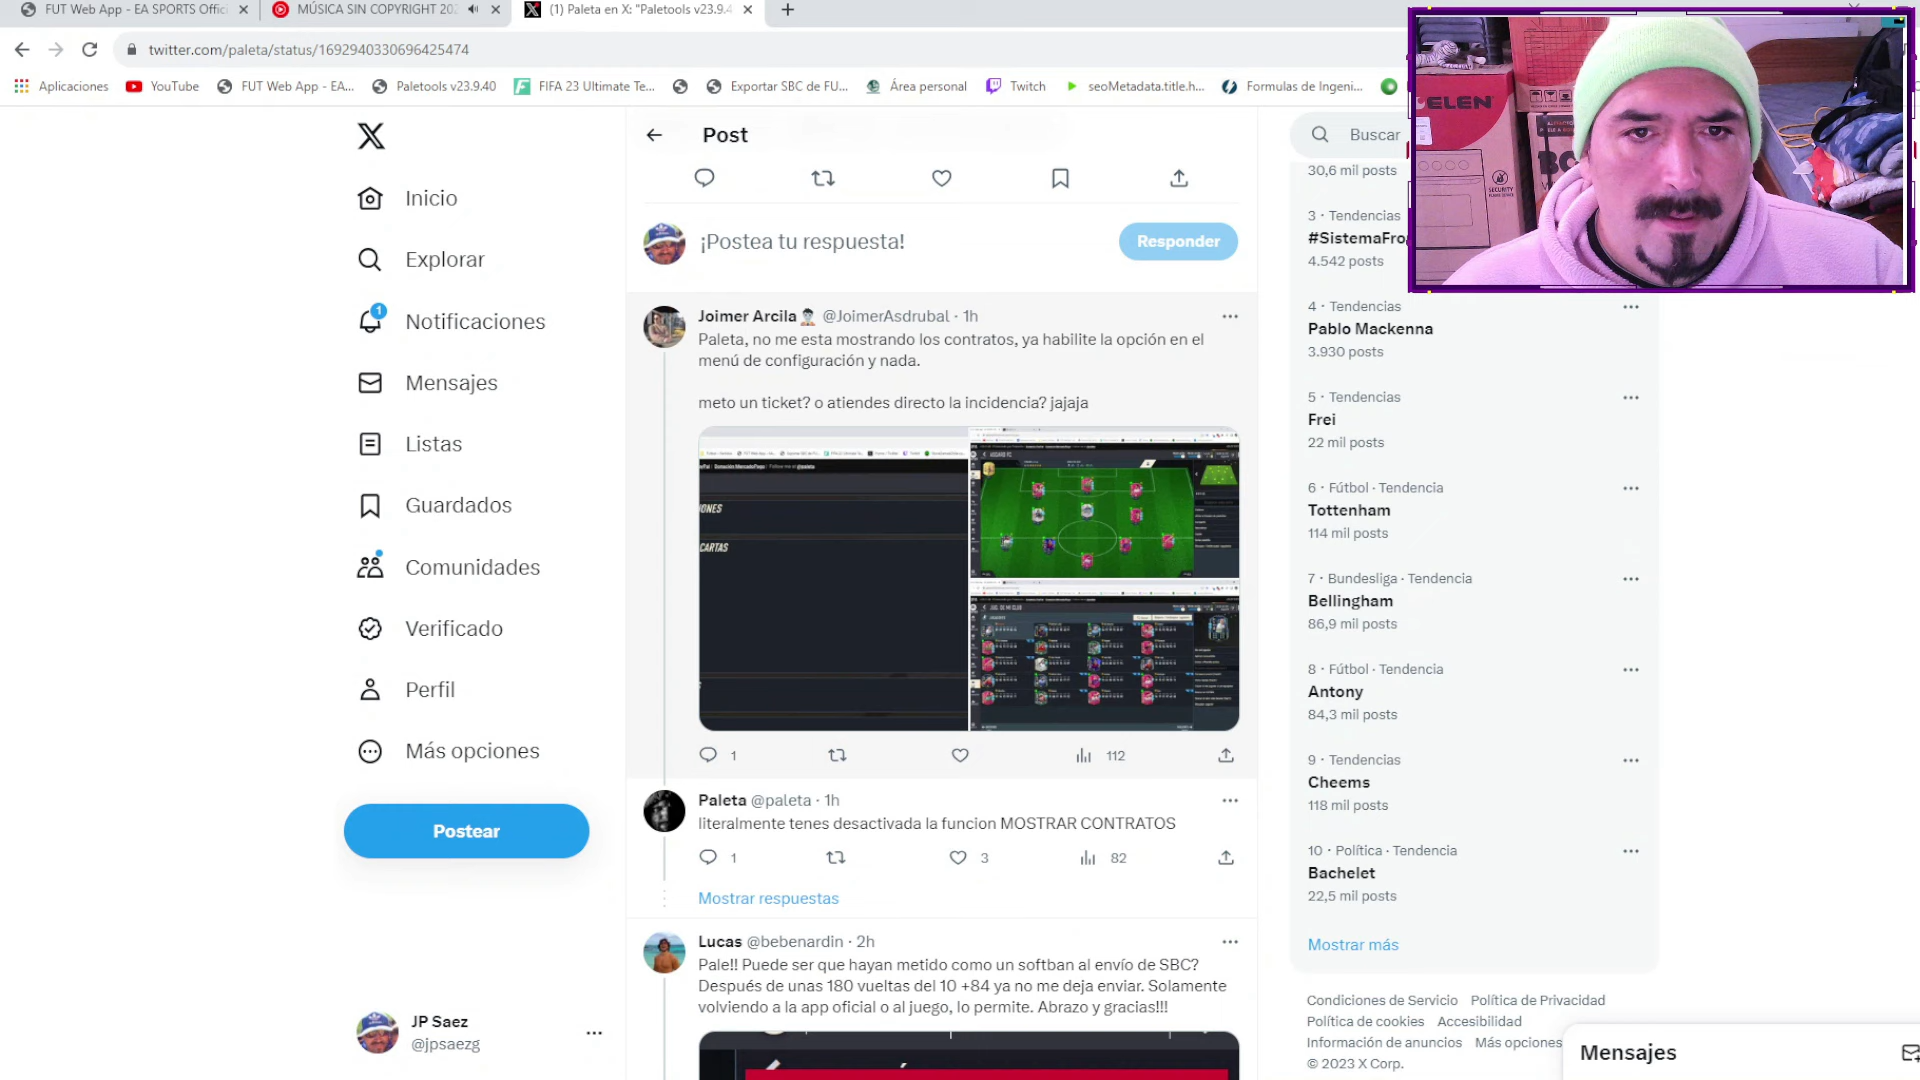 FUT Web App - EA SPORTS Offici
MÚSICA SIN COPYRIGHT 202
(1) Paleta en X: "Paletools v23.9.4
twitter.com/paleta/status/1692940330696425474
Aplicaciones
YouTube
FUT Web App - EA...
Paletools v23.9.40
FIFA 23 Ultimate Te...
Exportar SBC de FU...
Área personal
Twitch
seoMetadata.title.h...
Formulas de Ingeni...
Inicio
Explorar
1
Notificaciones
Mensajes
Listas
Guardados
Comunidades
Verificado
Perfil
Más opciones
Postear
JP Saez
@jpsaezg
Post
¡Postea tu respuesta!
Responder
Joimer Arcila @JoimerAsdrubal · 1h
Paleta, no me esta mostrando los contratos, ya habilite la opción en el
menú de configuración y nada.
meto un ticket? o atiendes directo la incidencia? jajaja
IONES
CARTAS
1
112
Paleta @paleta · 1h
literalmente tenes desactivada la funcion MOSTRAR CONTRATOS
1
3
82
Mostrar respuestas
Lucas @bebenardin · 2h
Pale!! Puede ser que hayan metido como un softban al envío de SBC?
Después de unas 180 vueltas del 10 +84 ya no me deja enviar. Solamente
volviendo a la app oficial o al juego, lo permite. Abrazo y gracias!!!
Buscar
30,6 mil posts
3 · Tendencias
#SistemaFro
4.542 posts
4 · Tendencias
Pablo Mackenna
3.930 posts
5 · Tendencias
Frei
22 mil posts
6 · Fútbol · Tendencia
Tottenham
114 mil posts
7 · Bundesliga · Tendencia
Bellingham
86,9 mil posts
8 · Fútbol · Tendencia
Antony
84,3 mil posts
9 · Tendencias
Cheems
118 mil posts
10 · Política · Tendencia
Bachelet
22,5 mil posts
Mostrar más
Condiciones de Servicio Política de Privacidad
Política de cookies Accesibilidad
Información de anuncios Más opciones
© 2023 X Corp.
Mensajes
ELEN
SECURITY